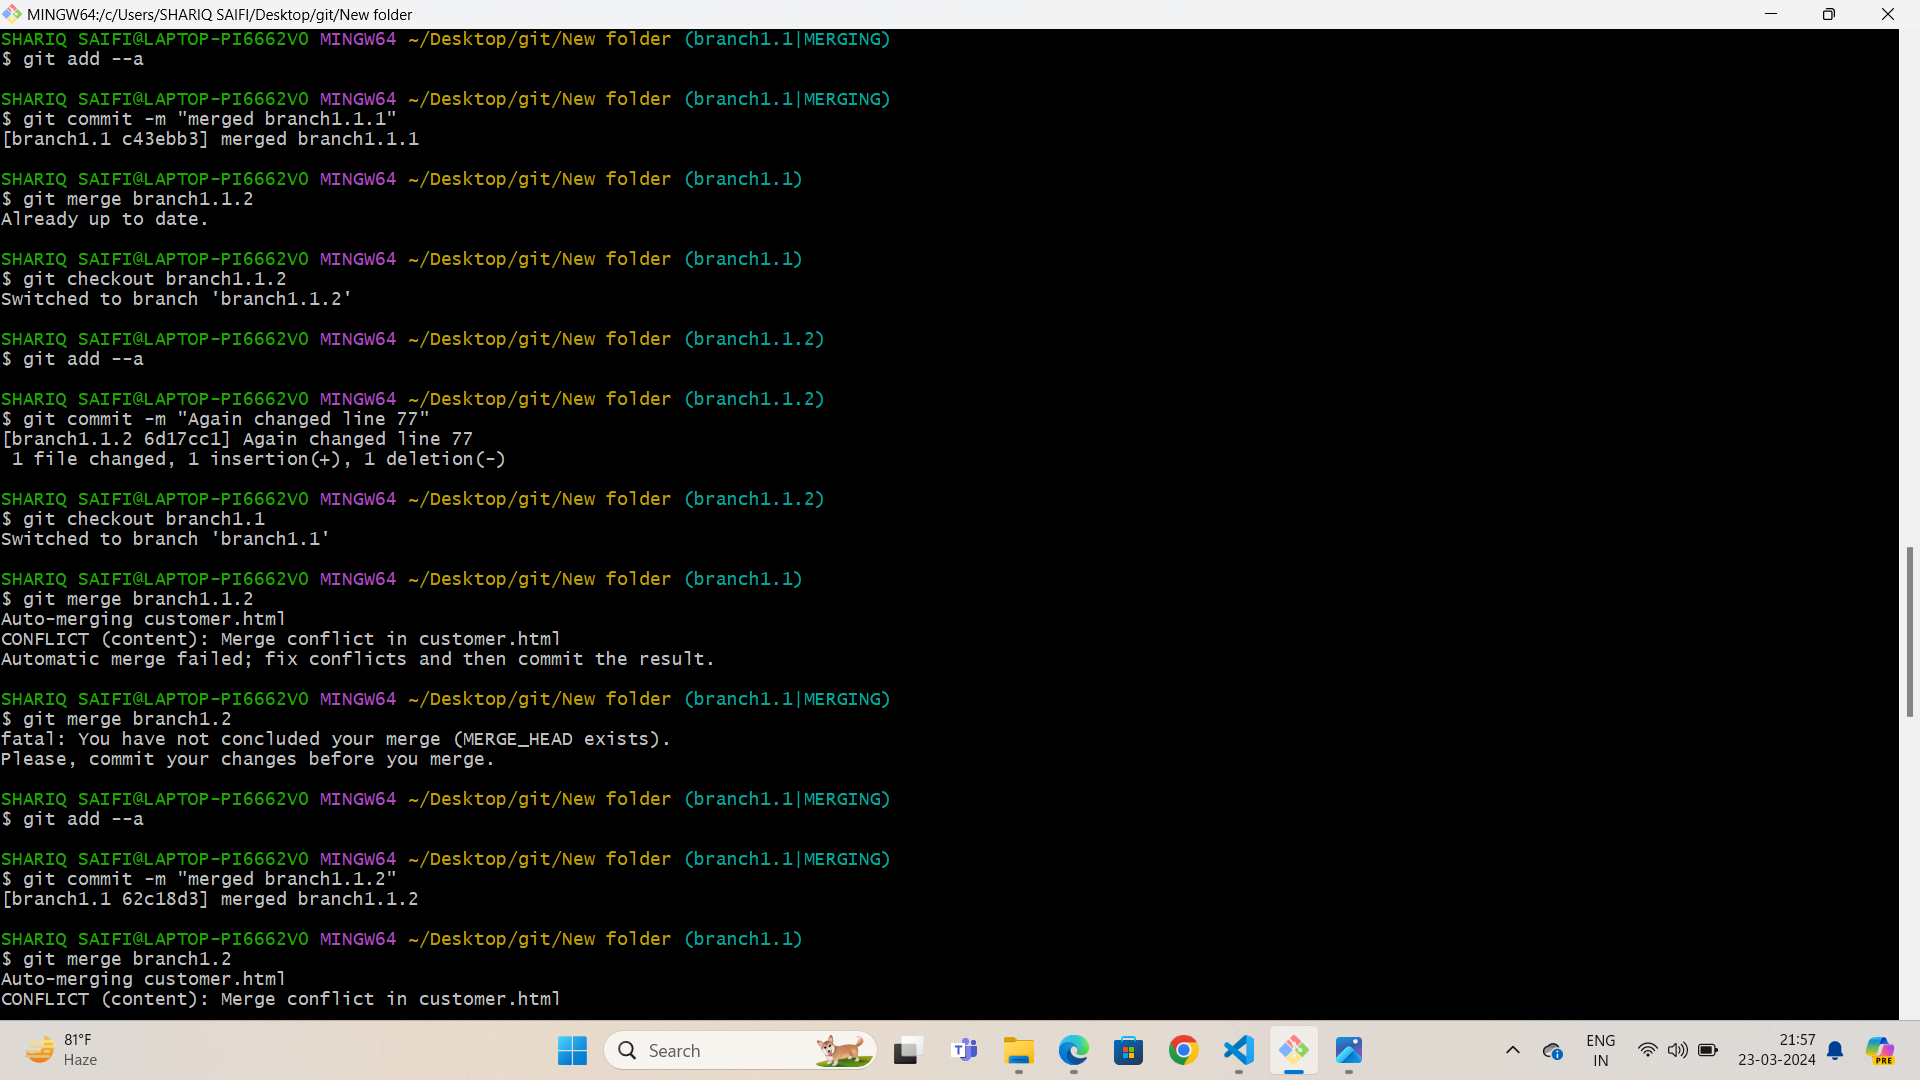 MINGW64:/c/Users/SHARIQ SAIFI/Desktop/git/New folder
SHARIQ SAIFI@LAPTOP-PI6662V0 MINGW64 ~/Desktop/git/New folder (branch1.1|MERGING)
$ git add --a
SHARIQ SAIFI@LAPTOP-PI6662V0 MINGW64 ~/Desktop/git/New folder (branch1.1|MERGING)
$ git commit -m "merged branch1.1.1"
[branch1.1 c43ebb3] merged branch1.1.1
SHARIQ SAIFI@LAPTOP-PI6662V0 MINGW64 ~/Desktop/git/New folder (branch1.1)
$ git merge branch1.1.2
Already up to date.
SHARIQ SAIFI@LAPTOP-PI6662V0 MINGW64 ~/Desktop/git/New folder (branch1.1)
$ git checkout branch1.1.2
Switched to branch 'branch1.1.2'
SHARIQ SAIFI@LAPTOP-PI6662V0 MINGW64 ~/Desktop/git/New folder (branch1.1.2)
$ git add --a
SHARIQ SAIFI@LAPTOP-PI6662V0 MINGW64 ~/Desktop/git/New folder (branch1.1.2)
$ git commit -m "Again changed line 77"
[branch1.1.2 6d17cc1] Again changed line 77
1 file changed, 1 insertion(+), 1 deletion(-)
SHARIQ SAIFI@LAPTOP-PI6662V0 MINGW64 ~/Desktop/git/New folder (branch1.1.2)
$ git checkout branch1.1
Switched to branch 'branch1.1'
SHARIQ SAIFI@LAPTOP-PI6662V0 MINGW64 ~/Desktop/git/New folder (branch1.1)
$ git merge branch1.1.2
Auto-merging customer.html
CONFLICT (content): Merge conflict in customer.html
Automatic merge failed; fix conflicts and then commit the result.
SHARIQ SAIFI@LAPTOP-PI6662V0 MINGW64 ~/Desktop/git/New folder (branch1.1|MERGING)
$ git merge branch1.2
fatal: You have not concluded your merge (MERGE_HEAD exists).
Please, commit your changes before you merge.
SHARIQ SAIFI@LAPTOP-PI6662V0 MINGW64 ~/Desktop/git/New folder (branch1.1|MERGING)
$ git add --a
SHARIQ SAIFI@LAPTOP-PI6662V0 MINGW64 ~/Desktop/git/New folder (branch1.1|MERGING)
$ git commit -m "merged branch1.1.2"
[branch1.1 62c18d3] merged branch1.1.2
SHARIQ SAIFI@LAPTOP-PI6662V0 MINGW64 ~/Desktop/git/New folder (branch1.1)
$ git merge branch1.2
Auto-merging customer.html
CONFLICT (content): Merge conflict in customer.html
81°F
Haze
Search
ENG
IN
21:57
23-03-2024
PRE